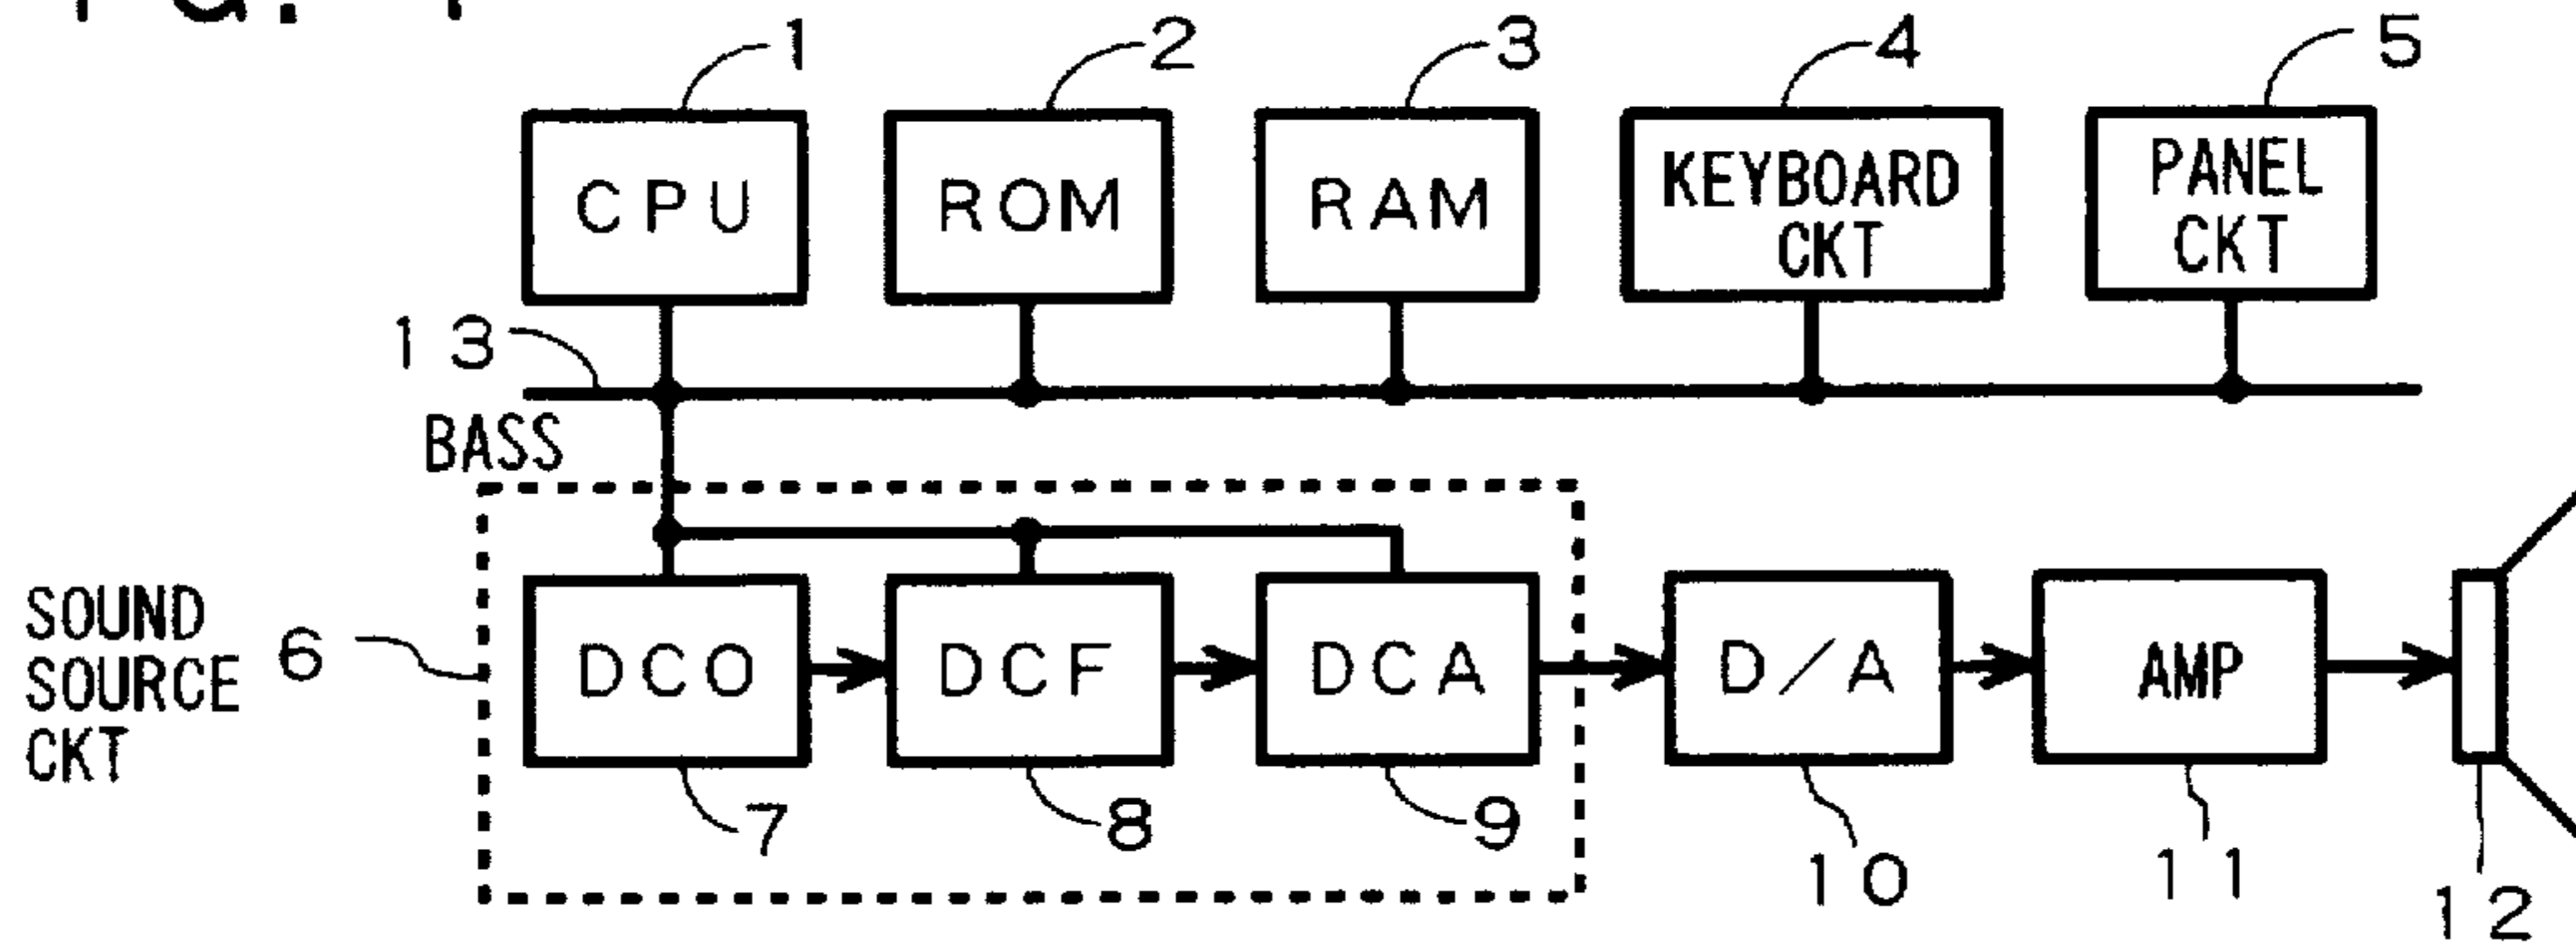 1 2 3 4 5
CPU ROM RAM KEYBOARD CKT PANEL CKT
13
BASS
SOUND SOURCE CKT
6
DCO DCF DCA D/A AMP
7 8 9 10 11 12